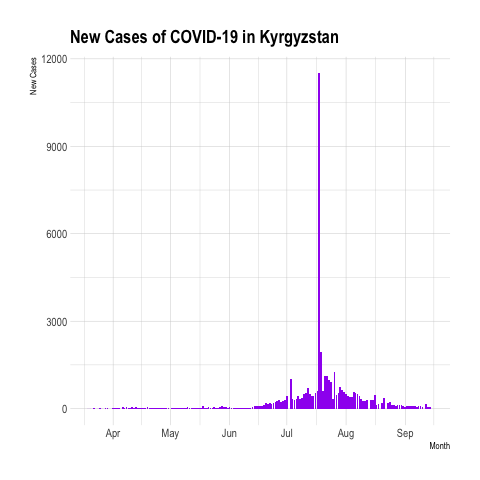 New Cases of COVID-19 in Kyrgyzstan
New Cases
12000
9000
6000
3000
0
Apr May Jun Jul Aug Sep
Month